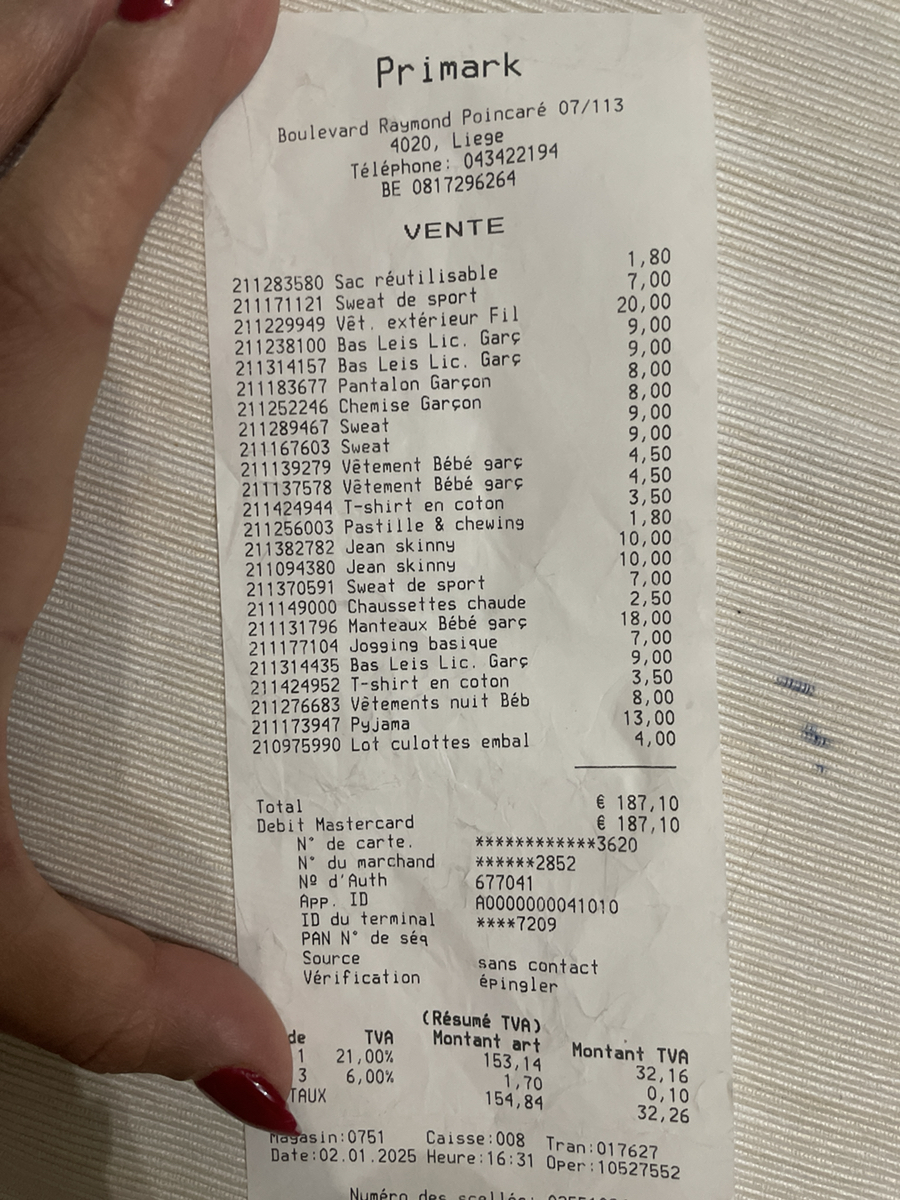 Primark
Boulevard Raymond Poincaré 07/113
4020, Liege
Téléphone: 043422194
BE 0817296264
VENTE
211283580 Sac réutilisable 1,80
211171121 Sweat de sport 7,00
211229949 Vêt. extérieur Fil 20,00
211238100 Bas Leis Lic. Garç 9,00
211314157 Bas Leis Lic. Garç 9,00
211183677 Pantalon Garçon 8,00
211252246 Chemise Garçon 8,00
211289467 Sweat 9,00
211167603 Sweat 9,00
211139279 Vêtement Bébé garç 4,50
211137578 Vêtement Bébé garç 4,50
211424944 T-shirt en coton 3,50
211256003 Pastille & chewing 1,80
211382782 Jean skinny 10,00
211094380 Jean skinny 10,00
211370591 Sweat de sport 7,00
211149000 Chaussettes chaude 2,50
211131796 Manteaux Bébé garç 18,00
211177104 Jogging basique 7,00
211314435 Bas Leis Lic. Garç 9,00
211424952 T-shirt en coton 3,50
211276683 Vêtements nuit Béb 8,00
211173947 Pyjama 13,00
210975990 Lot culottes embal 4,00
Total € 187,10
Debit Mastercard € 187,10
N° de carte. ************3620
N° du marchand ******2852
Nº d'Auth 677041
App. ID A0000000041010
ID du terminal ****7209
PAN N° de séq
Source sans contact
Vérification épingler
(Résumé TVA)
de TVA Montant art Montant TVA
1 21,00% 153,14 32,16
3 6,00% 1,70 0,10
TAUX 154,84 32,26
Magasin:0751 Caisse:008 Tran:017627
Date:02.01.2025 Heure:16:31 Oper:10527552
Numéro des scellés: